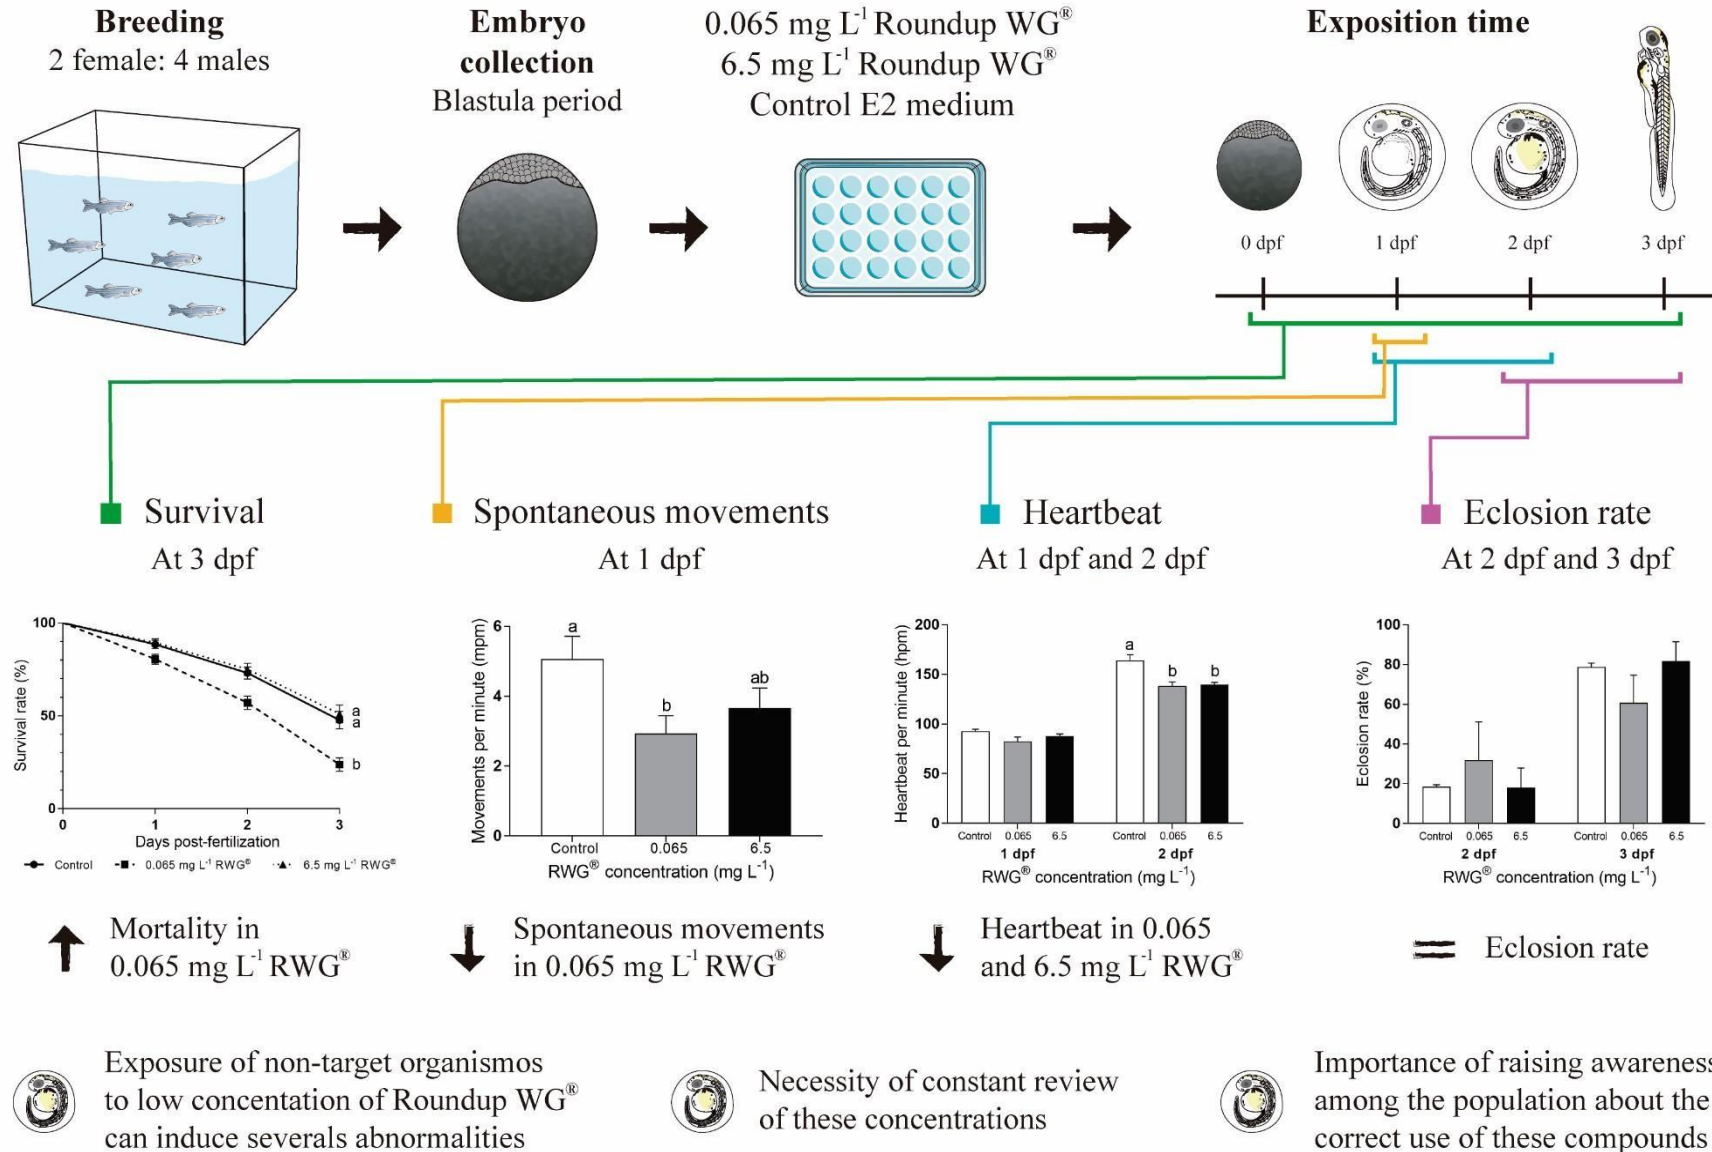 Breeding
2 female: 4 males
Embryo
collection
Blastula period
0.065 mg L⁻¹ Roundup WG®
6.5 mg L⁻¹ Roundup WG®
Control E2 medium
Exposition time
0 dpf
1 dpf
2 dpf
3 dpf
Survival
At 3 dpf
Spontaneous movements
At 1 dpf
Heartbeat
At 1 dpf and 2 dpf
Eclosion rate
At 2 dpf and 3 dpf
Survival rate (%)
100
50
0
0 1 2 3
a
a
b
Days post-fertilization
Control 0.065 mg L⁻¹ RWG® 6.5 mg L⁻¹ RWG®
Movements per minute (mpm)
6
4
2
0
a
b
ab
Control 0.065 6.5
RWG® concentration (mg L⁻¹)
Heartbeat per minute (hpm)
200
150
100
50
0
a
b
b
Control 0.065 6.5 Control 0.065 6.5
1 dpf 2 dpf
RWG® concentration (mg L⁻¹)
Eclosion rate (%)
100
80
60
40
20
0
Control 0.065 6.5 Control 0.065 6.5
2 dpf 3 dpf
RWG® concentration (mg L⁻¹)
Mortality in
0.065 mg L⁻¹ RWG®
Spontaneous movements
in 0.065 mg L⁻¹ RWG®
Heartbeat in 0.065
and 6.5 mg L⁻¹ RWG®
Eclosion rate
Exposure of non-target organismos
to low concentation of Roundup WG®
can induce severals abnormalities
Necessity of constant review
of these concentrations
Importance of raising awareness
among the population about the
correct use of these compounds